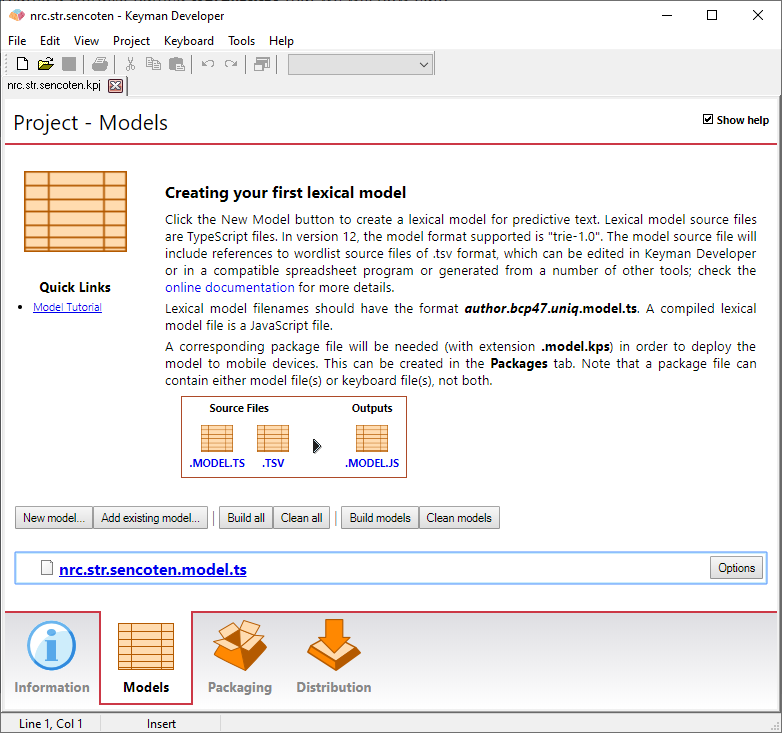 nrc.str.sencoten - Keyman Developer
File Edit View Project Keyboard Tools Help
nrc.str.sencoten.kpj
Project - Models
Show help
Creating your first lexical model
Click the New Model button to create a lexical model for predictive text. Lexical model source files
are TypeScript files. In version 12, the model format supported is "trie-1.0". The model source file will
include references to wordlist source files of .tsv format, which can be edited in Keyman Developer
or in a compatible spreadsheet program or generated from a number of other tools; check the
online documentation for more details.
Quick Links
Model Tutorial
Lexical model filenames should have the format author.bcp47.uniq.model.ts. A compiled lexical
model file is a JavaScript file.
A corresponding package file will be needed (with extension .model.kps) in order to deploy the
model to mobile devices. This can be created in the Packages tab. Note that a package file can
contain either model file(s) or keyboard file(s), not both.
Source Files Outputs
.MODEL.TS .TSV .MODEL.JS
New model... Add existing model... Build all Clean all Build models Clean models
nrc.str.sencoten.model.ts Options
Information Models Packaging Distribution
Line 1, Col 1 Insert